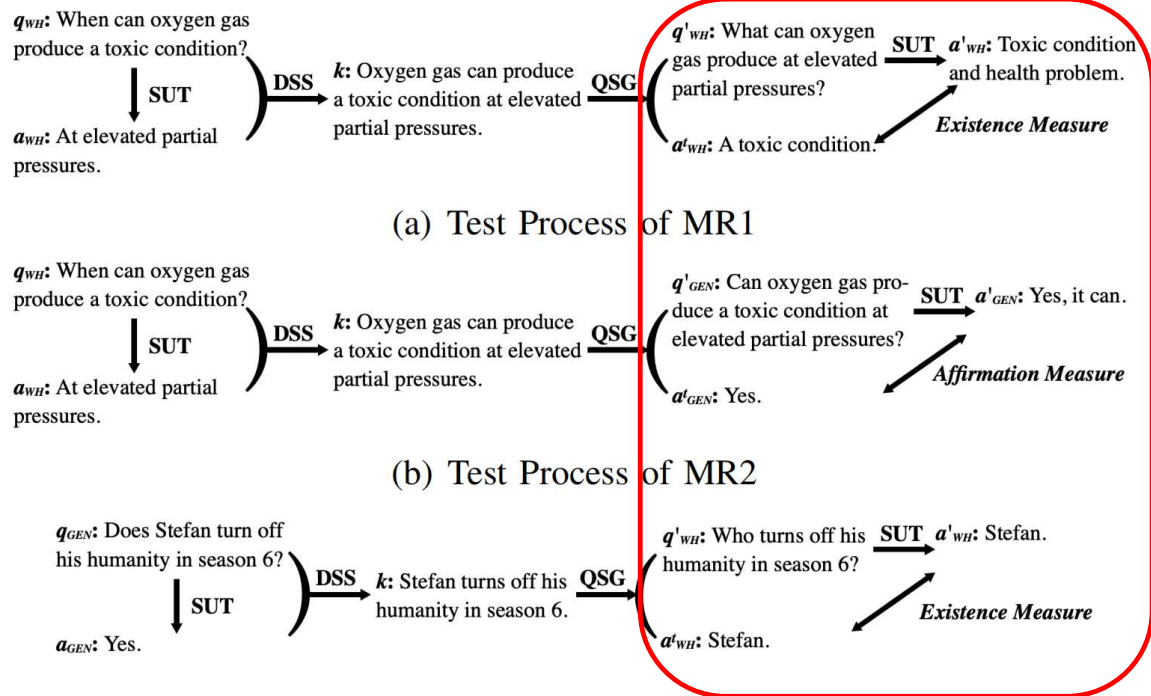 qWH: When can oxygen gas
produce a toxic condition?
SUT
aWH: At elevated partial
pressures.
DSS
k: Oxygen gas can produce
a toxic condition at elevated
partial pressures.
QSG
q'WH: What can oxygen
gas produce at elevated
partial pressures?
SUT
a'WH: Toxic condition
and health problem.
Existence Measure
atWH: A toxic condition.
(a) Test Process of MR1
qWH: When can oxygen gas
produce a toxic condition?
SUT
aWH: At elevated partial
pressures.
DSS
k: Oxygen gas can produce
a toxic condition at elevated
partial pressures.
QSG
q'GEN: Can oxygen gas pro-
duce a toxic condition at
elevated partial pressures?
SUT
a'GEN: Yes, it can.
Affirmation Measure
atGEN: Yes.
(b) Test Process of MR2
qGEN: Does Stefan turn off
his humanity in season 6?
SUT
aGEN: Yes.
DSS
k: Stefan turns off his
humanity in season 6.
QSG
q'WH: Who turns off his
humanity in season 6?
SUT
a'WH: Stefan.
Existence Measure
atWH: Stefan.